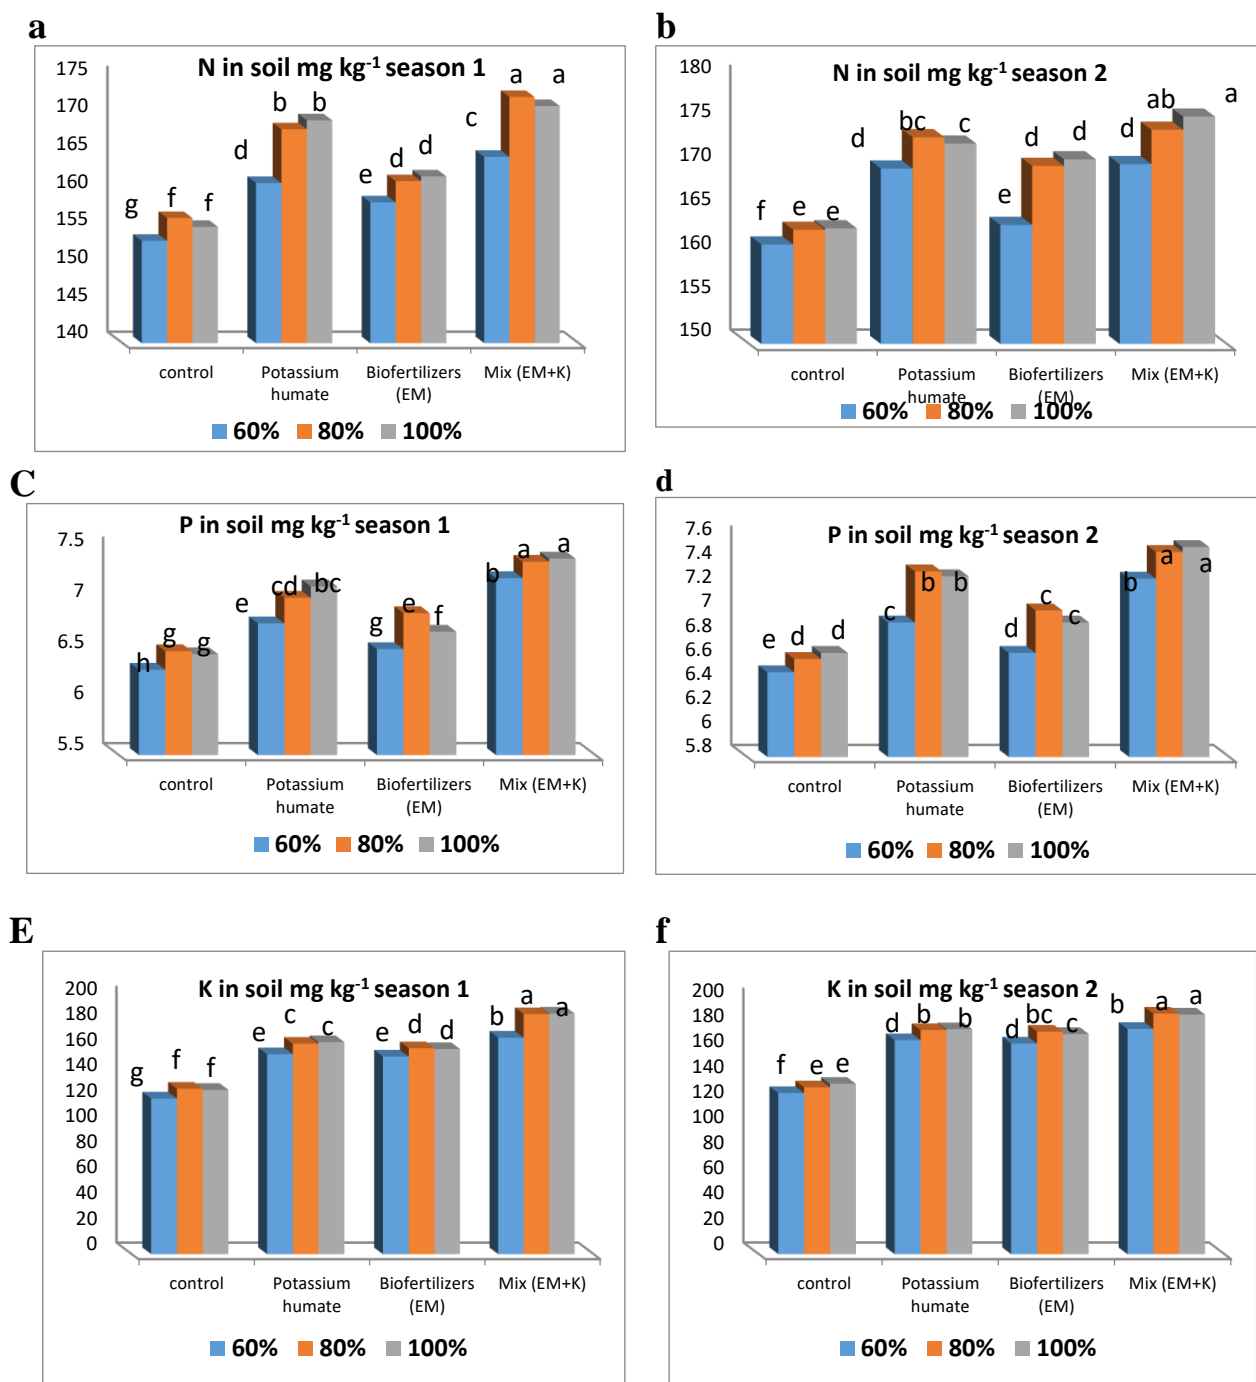 a
N in soil mg kg⁻¹ season 1
175
170
165
160
155
150
145
140
g f f d b b e d d c a a
control Potassium humate Biofertilizers (EM) Mix (EM+K)
60% 80% 100%
b
N in soil mg kg⁻¹ season 2
180
175
170
165
160
155
150
f e e d bc c e d d d ab a
control Potassium humate Biofertilizers (EM) Mix (EM+K)
60% 80% 100%
C
P in soil mg kg⁻¹ season 1
7.5
7
6.5
6
5.5
h g g e cd bc g e f b a a
control Potassium humate Biofertilizers (EM) Mix (EM+K)
60% 80% 100%
d
P in soil mg kg⁻¹ season 2
7.6
7.4
7.2
7
6.8
6.6
6.4
6.2
6
5.8
e d d c b b d c c b a a
control Potassium humate Biofertilizers (EM) Mix (EM+K)
60% 80% 100%
E
K in soil mg kg⁻¹ season 1
200
180
160
140
120
100
80
60
40
20
0
g f f e c c e d d b a a
control Potassium humate Biofertilizers (EM) Mix (EM+K)
60% 80% 100%
f
K in soil mg kg⁻¹ season 2
200
180
160
140
120
100
80
60
40
20
0
f e e d b b d bc c b a a
control Potassium humate Biofertilizers (EM) Mix (EM+K)
60% 80% 100%